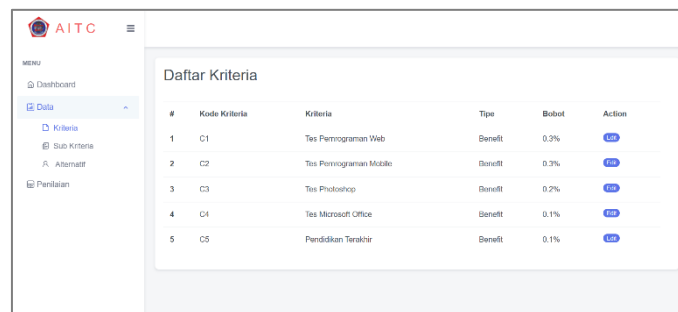 AITC
MENU
Dashboard
Data
Kriteria
Sub Kriteria
Alternatif
Penilaian
Daftar Kriteria
# Kode Kriteria Kriteria Tipe Bobot Action
1 C1 Tes Pemrograman Web Benefit 0.3% Edit
2 C2 Tes Pemrograman Mobile Benefit 0.3% Edit
3 C3 Tes Photoshop Benefit 0.2% Edit
4 C4 Tes Microsoft Office Benefit 0.1% Edit
5 C5 Pendidikan Terakhir Benefit 0.1% Edit